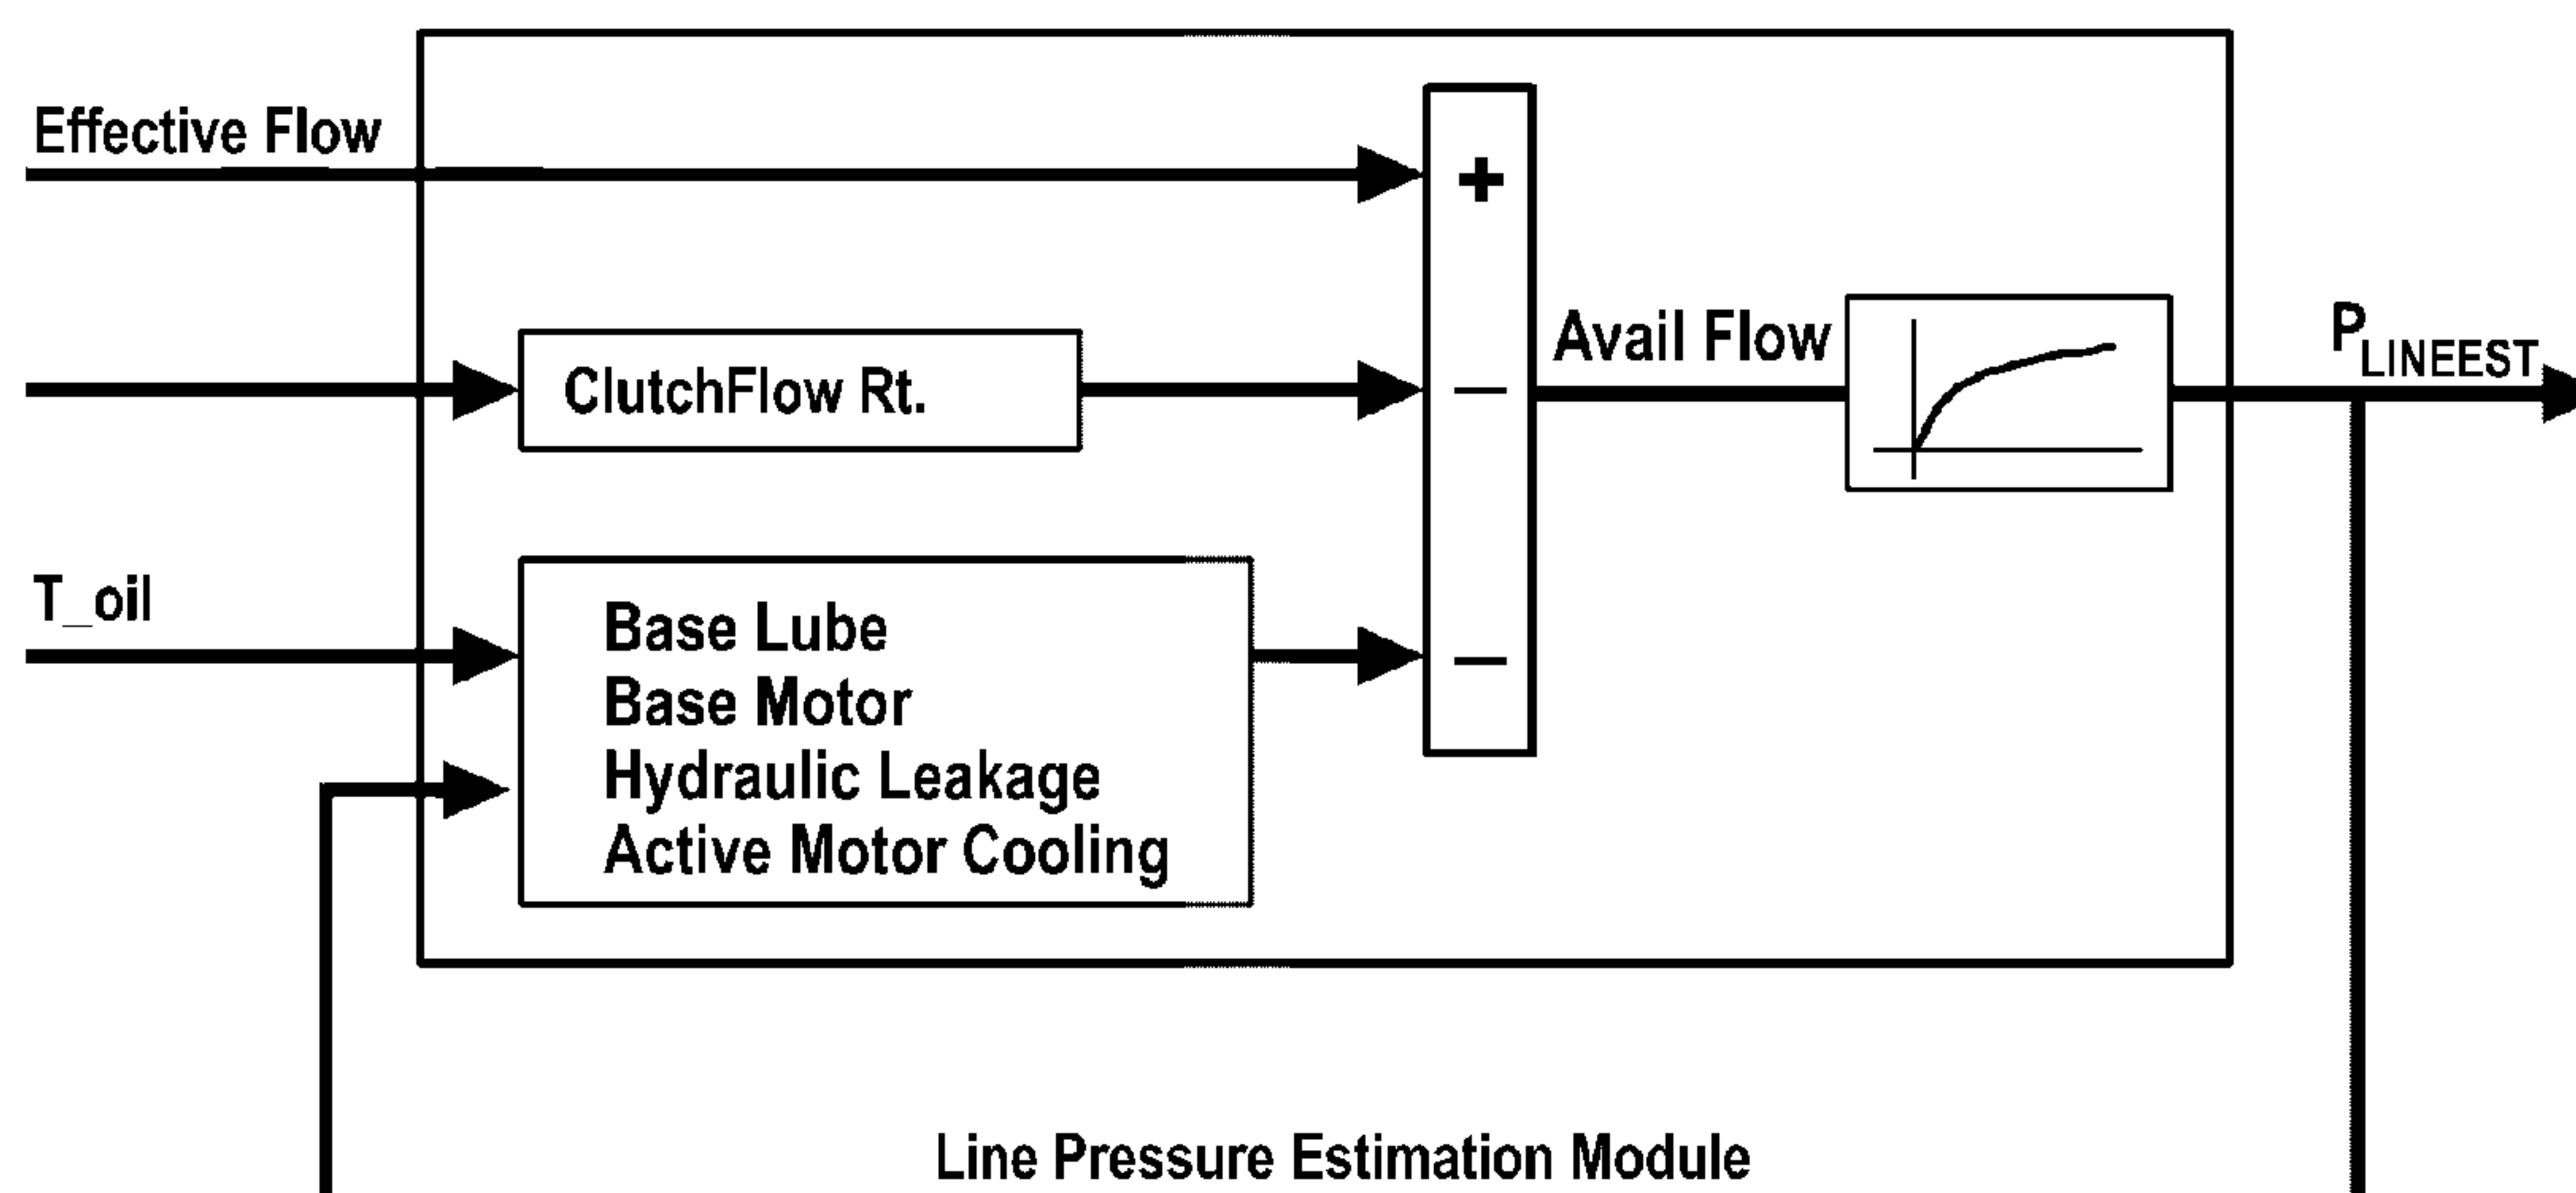 Effective Flow
+
P_LINEEST
Avail Flow
ClutchFlow Rt.
–
T_oil
Base Lube
Base Motor
Hydraulic Leakage
Active Motor Cooling
–
Line Pressure Estimation Module